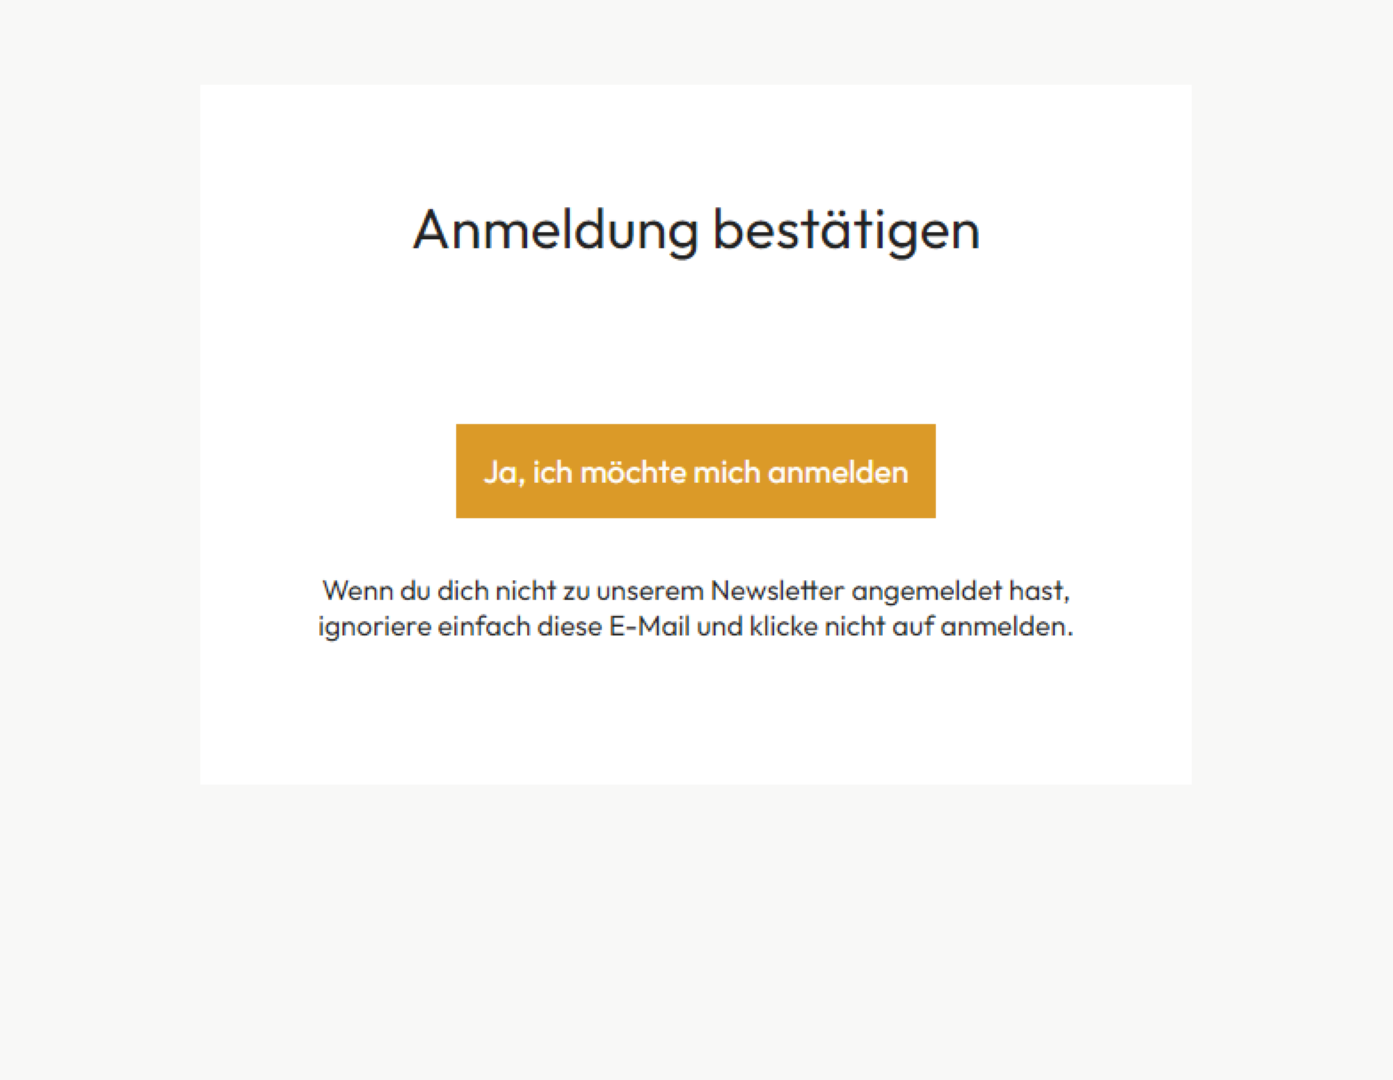 Anmeldung bestätigen
Ja, ich möchte mich anmelden
Wenn du dich nicht zu unserem Newsletter angemeldet hast,
ignoriere einfach diese E-Mail und klicke nicht auf anmelden.